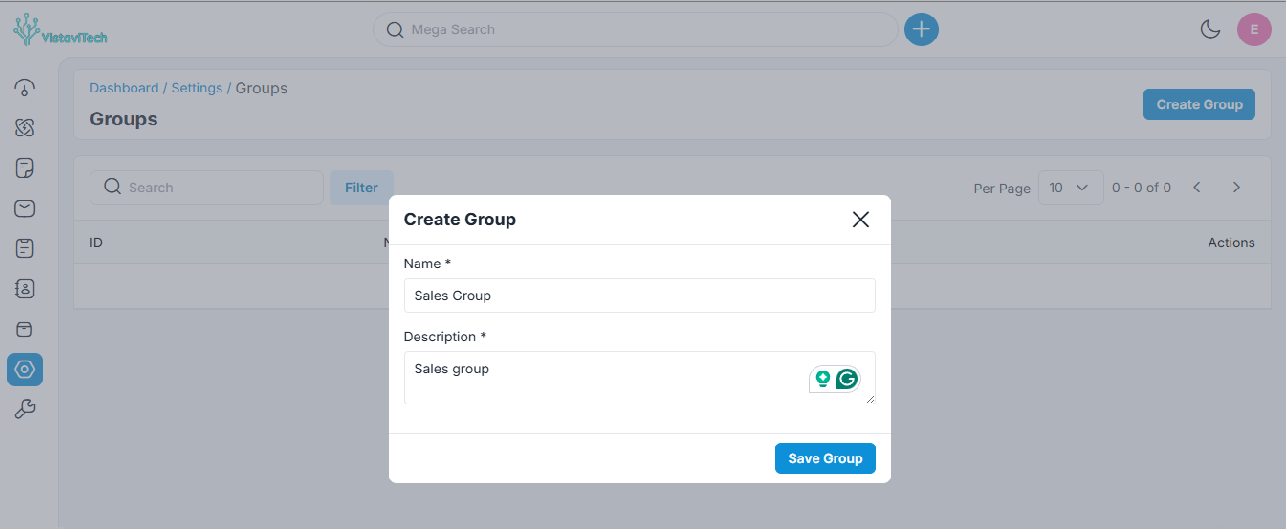 VistaviTech
Mega Search
E
Dashboard / Settings / Groups
Groups
Create Group
Search
Filter
Per Page 10 0 - 0 of 0
ID
Actions
Create Group
Name *
Sales Group
Description *
Sales group
Save Group